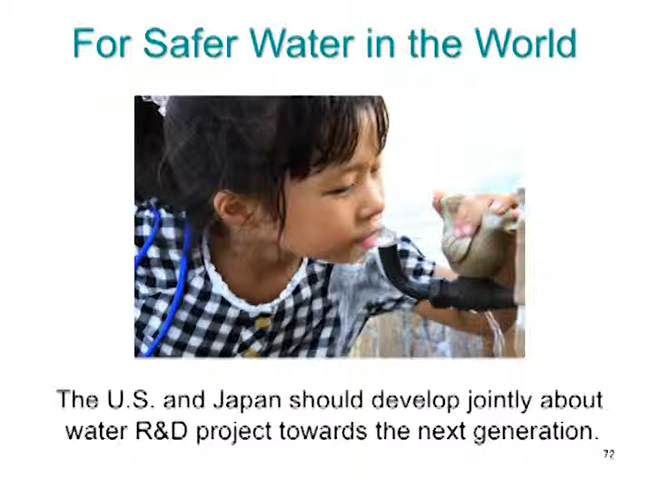 For Safer Water in the World
The U.S. and Japan should develop jointly about
water R&D project towards the next generation.
72